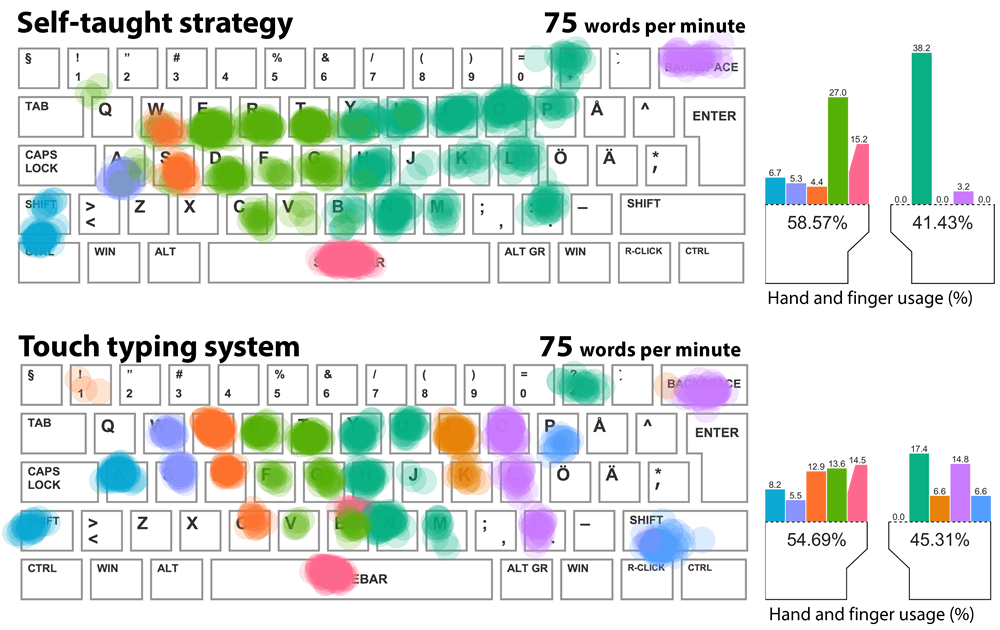 Self-taught strategy 75 words per minute
§ ! ” # % & / ( ) = ` BACKSPACE
1 2 3 4 5 6 7 8 9 0 +
TAB Q W E R T Y U I O P Å ^ ENTER
CAPS LOCK A S D F G H J K L Ö Ä * '
SHIFT > < Z X C V B N M ; , : . – SHIFT
CTRL WIN ALT ALT GR WIN R-CLICK CTRL
6.7 5.3 4.4 27.0 15.2 0.0 38.2 0.0 3.2 0.0
58.57% 41.43%
Hand and finger usage (%)
Touch typing system 75 words per minute
§ ! ” # % & / ( ) = ? ` BACKSPACE
1 2 3 4 5 6 7 8 9 0 +
TAB Q W E R T Y U I O P Å ^ ENTER
CAPS LOCK A S D F G H J K L Ö Ä * '
SHIFT > < Z X C V B N M ; , . – SHIFT
CTRL WIN ALT EBAR ALT GR WIN R-CLICK CTRL
8.2 5.5 12.9 13.6 14.5 0.0 17.4 6.6 14.8 6.6
54.69% 45.31%
Hand and finger usage (%)